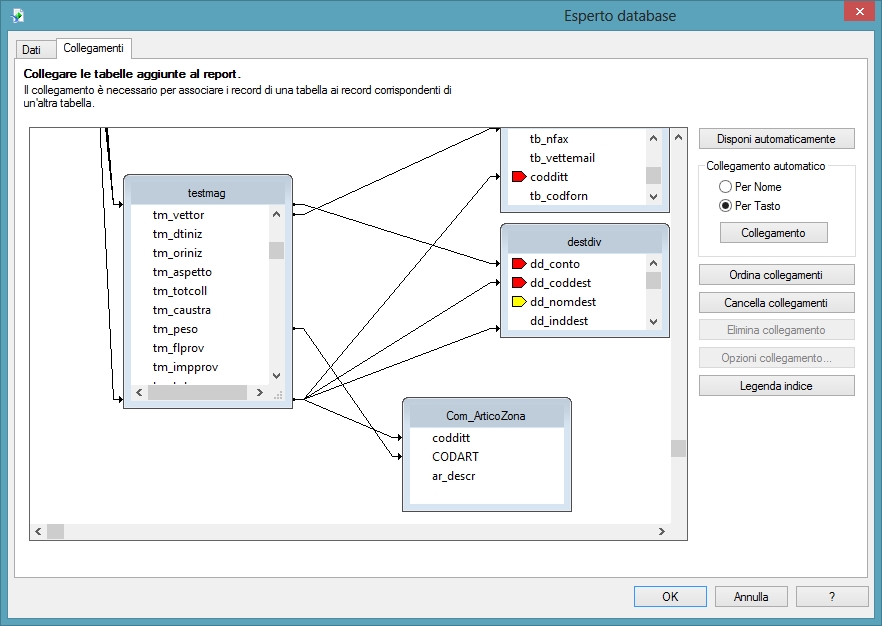 Esperto database
Dati
Collegamenti
Collegare le tabelle aggiunte al report.
Il collegamento è necessario per associare i record di una tabella ai record corrispondenti di
un'altra tabella.
testmag
tm_vettor
tm_dtiniz
tm_oriniz
tm_aspetto
tm_totcoll
tm_caustra
tm_peso
tm_flprov
tm_impprov
tb_nfax
tb_vettemail
codditt
tb_codforn
destdiv
dd_conto
dd_coddest
dd_nomdest
dd_inddest
Com_ArticoZona
codditt
CODART
ar_descr
Disponi automaticamente
Collegamento automatico
Per Nome
Per Tasto
Collegamento
Ordina collegamenti
Cancella collegamenti
Elimina collegamento
Opzioni collegamento...
Legenda indice
OK
Annulla
?